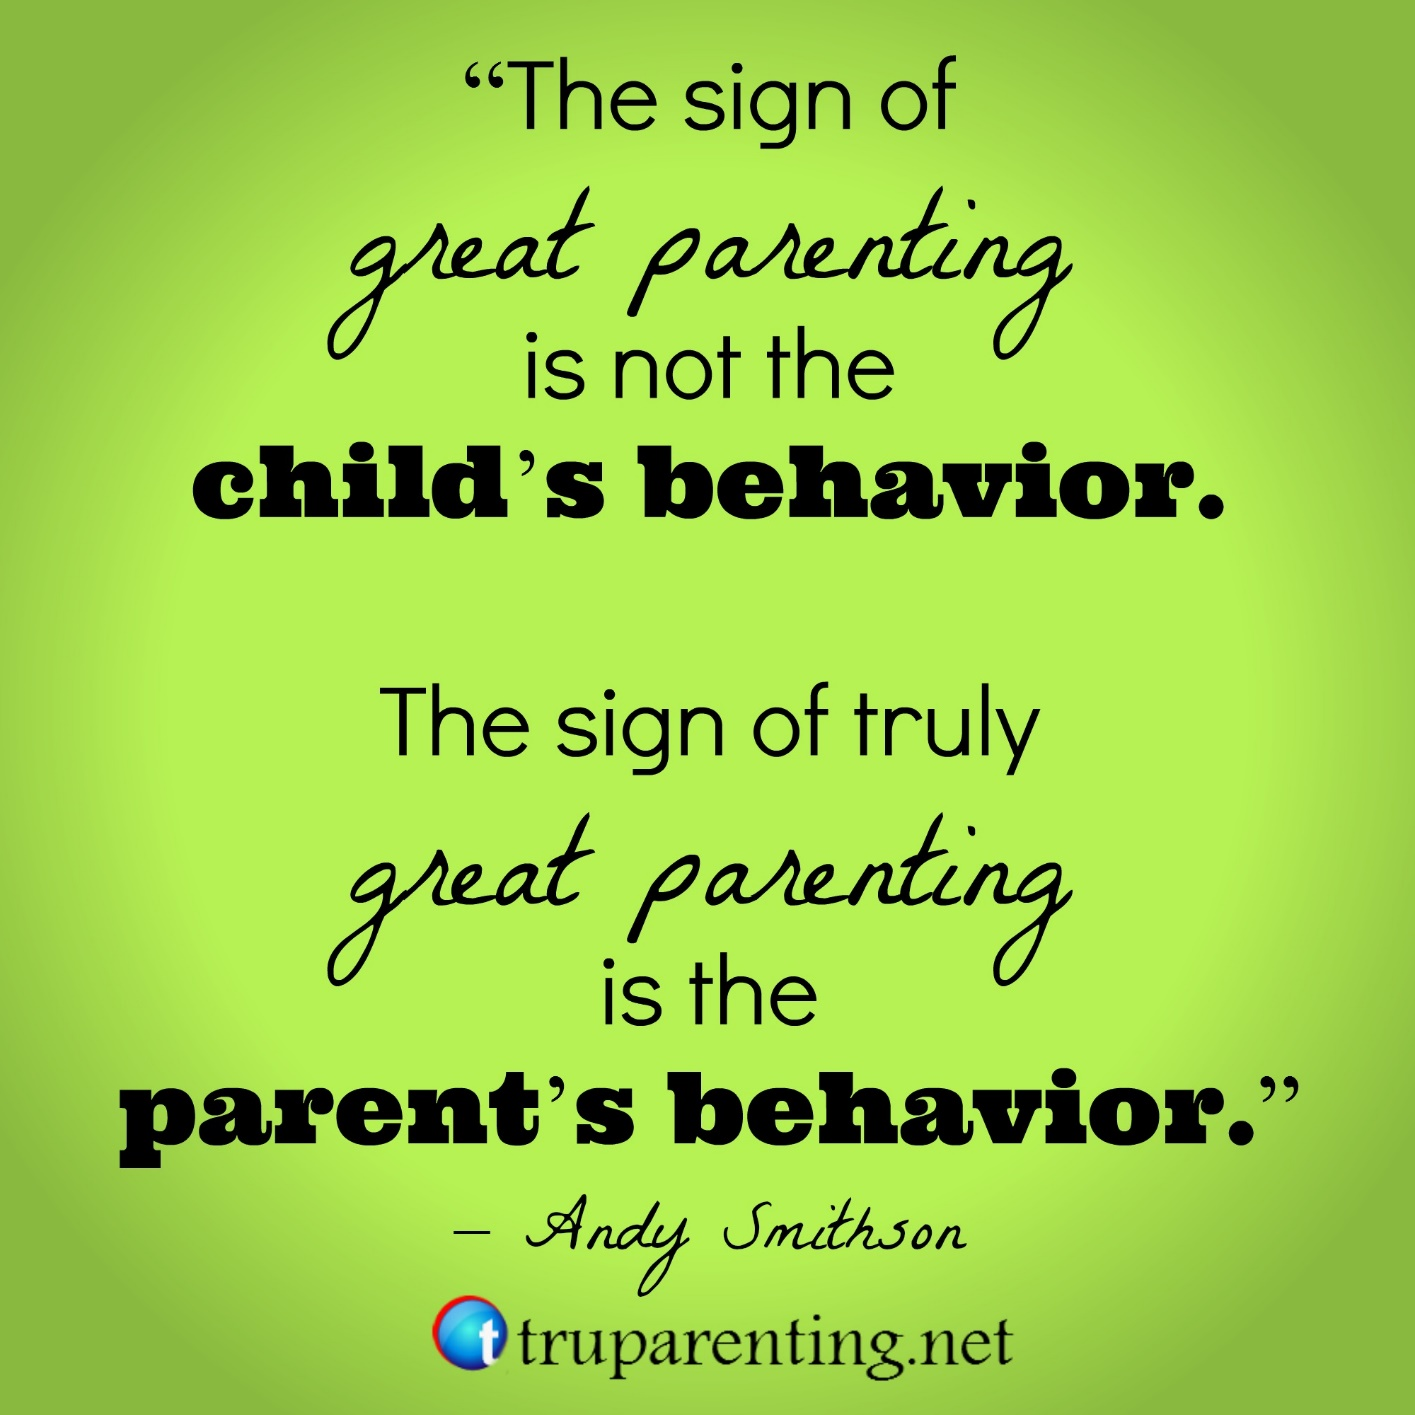 “The sign of
great parenting
is not the
child’s behavior.
The sign of truly
great parenting
is the
parent’s behavior.”
– Andy Smithson
t truparenting.net